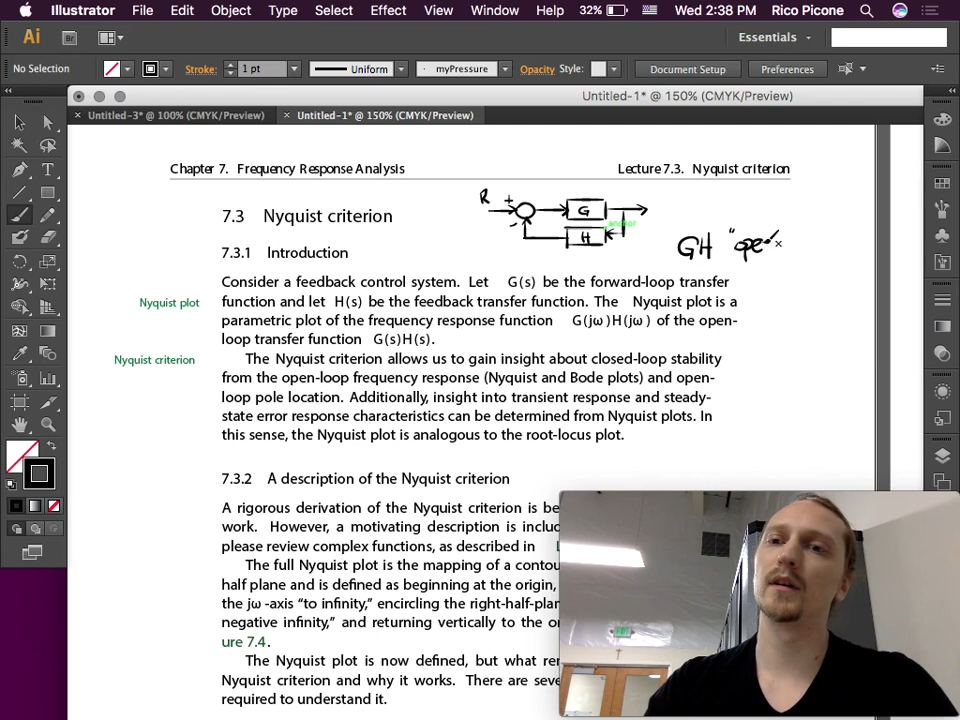 Illustrator File Edit Object Type Select Effect View Window Help 32% Wed 2:38 PM Rico Picone
Ai Br Essentials
No Selection Stroke: 1 pt Uniform myPressure Opacity Style: Document Setup Preferences
Untitled-1* @ 150% (CMYK/Preview)
Untitled-3* @ 100% (CMYK/Preview) Untitled-1* @ 150% (CMYK/Preview)
Chapter 7. Frequency Response Analysis Lecture 7.3. Nyquist criterion
R + G
- H
anchor
GH "ope
7.3 Nyquist criterion
7.3.1 Introduction
Consider a feedback control system. Let G(s) be the forward-loop transfer
Nyquist plot function and let H(s) be the feedback transfer function. The Nyquist plot is a
parametric plot of the frequency response function G(jω)H(jω) of the open-
loop transfer function G(s)H(s).
Nyquist criterion The Nyquist criterion allows us to gain insight about closed-loop stability
from the open-loop frequency response (Nyquist and Bode plots) and open-
loop pole location. Additionally, insight into transient response and steady-
state error response characteristics can be determined from Nyquist plots. In
this sense, the Nyquist plot is analogous to the root-locus plot.
7.3.2 A description of the Nyquist criterion
A rigorous derivation of the Nyquist criterion is be
work. However, a motivating description is includ
please review complex functions, as described in
The full Nyquist plot is the mapping of a contou
half plane and is defined as beginning at the origin,
the jω-axis "to infinity," encircling the right-half-plan
negative infinity," and returning vertically to the or
ure 7.4.
The Nyquist plot is now defined, but what rem
Nyquist criterion and why it works. There are seve
required to understand it.